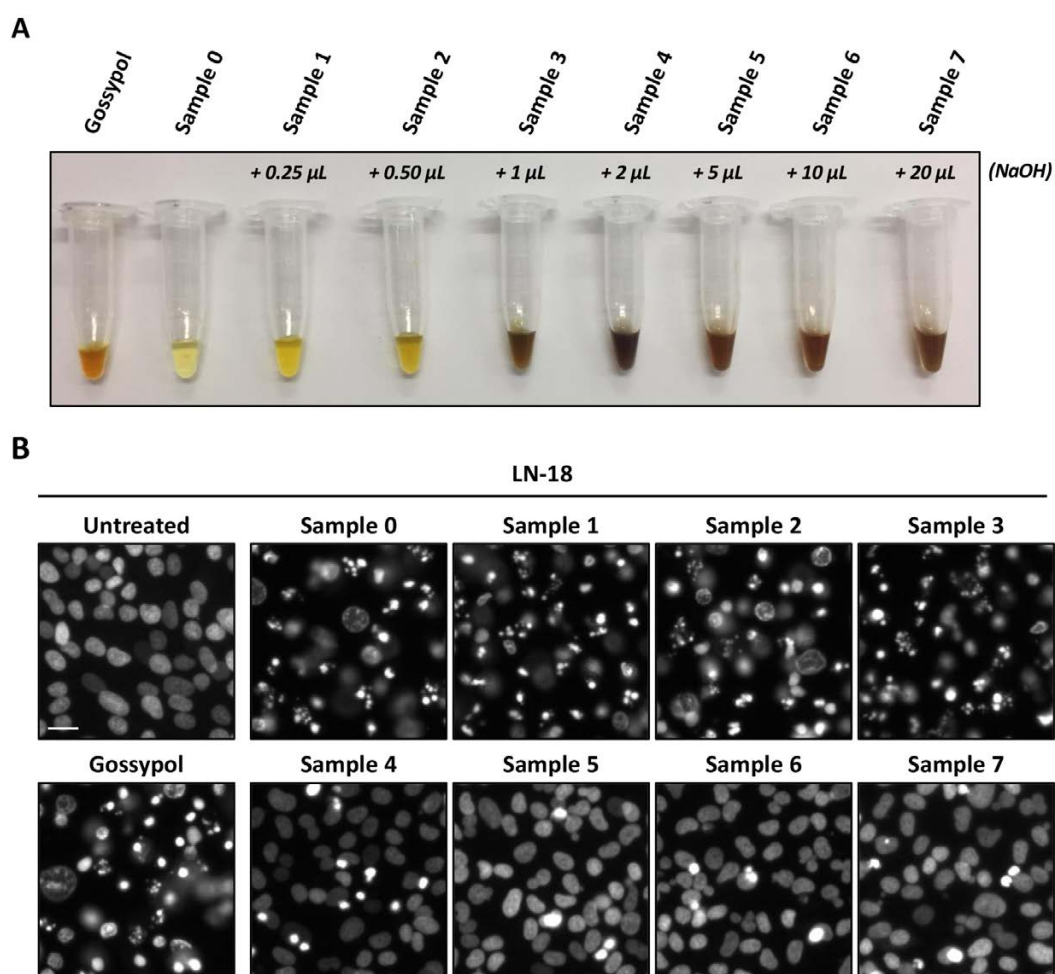 A
Gossypol Sample 0 Sample 1 Sample 2 Sample 3 Sample 4 Sample 5 Sample 6 Sample 7
+ 0.25 µL + 0.50 µL + 1 µL + 2 µL + 5 µL + 10 µL + 20 µL (NaOH)
B
LN-18
Untreated Sample 0 Sample 1 Sample 2 Sample 3
Gossypol Sample 4 Sample 5 Sample 6 Sample 7